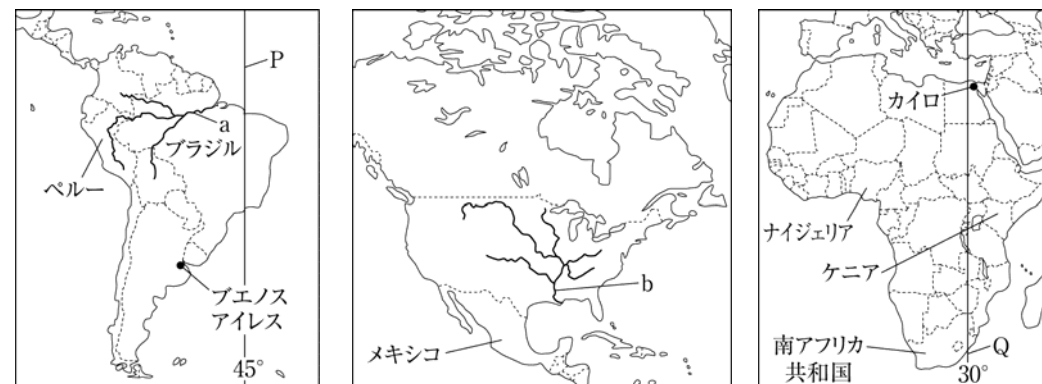 P
a
ブラジル
ペルー
ブエノス
アイレス
45°
b
メキシコ
カイロ
ナイジェリア
ケニア
南アフリカ
共和国
Q
30°